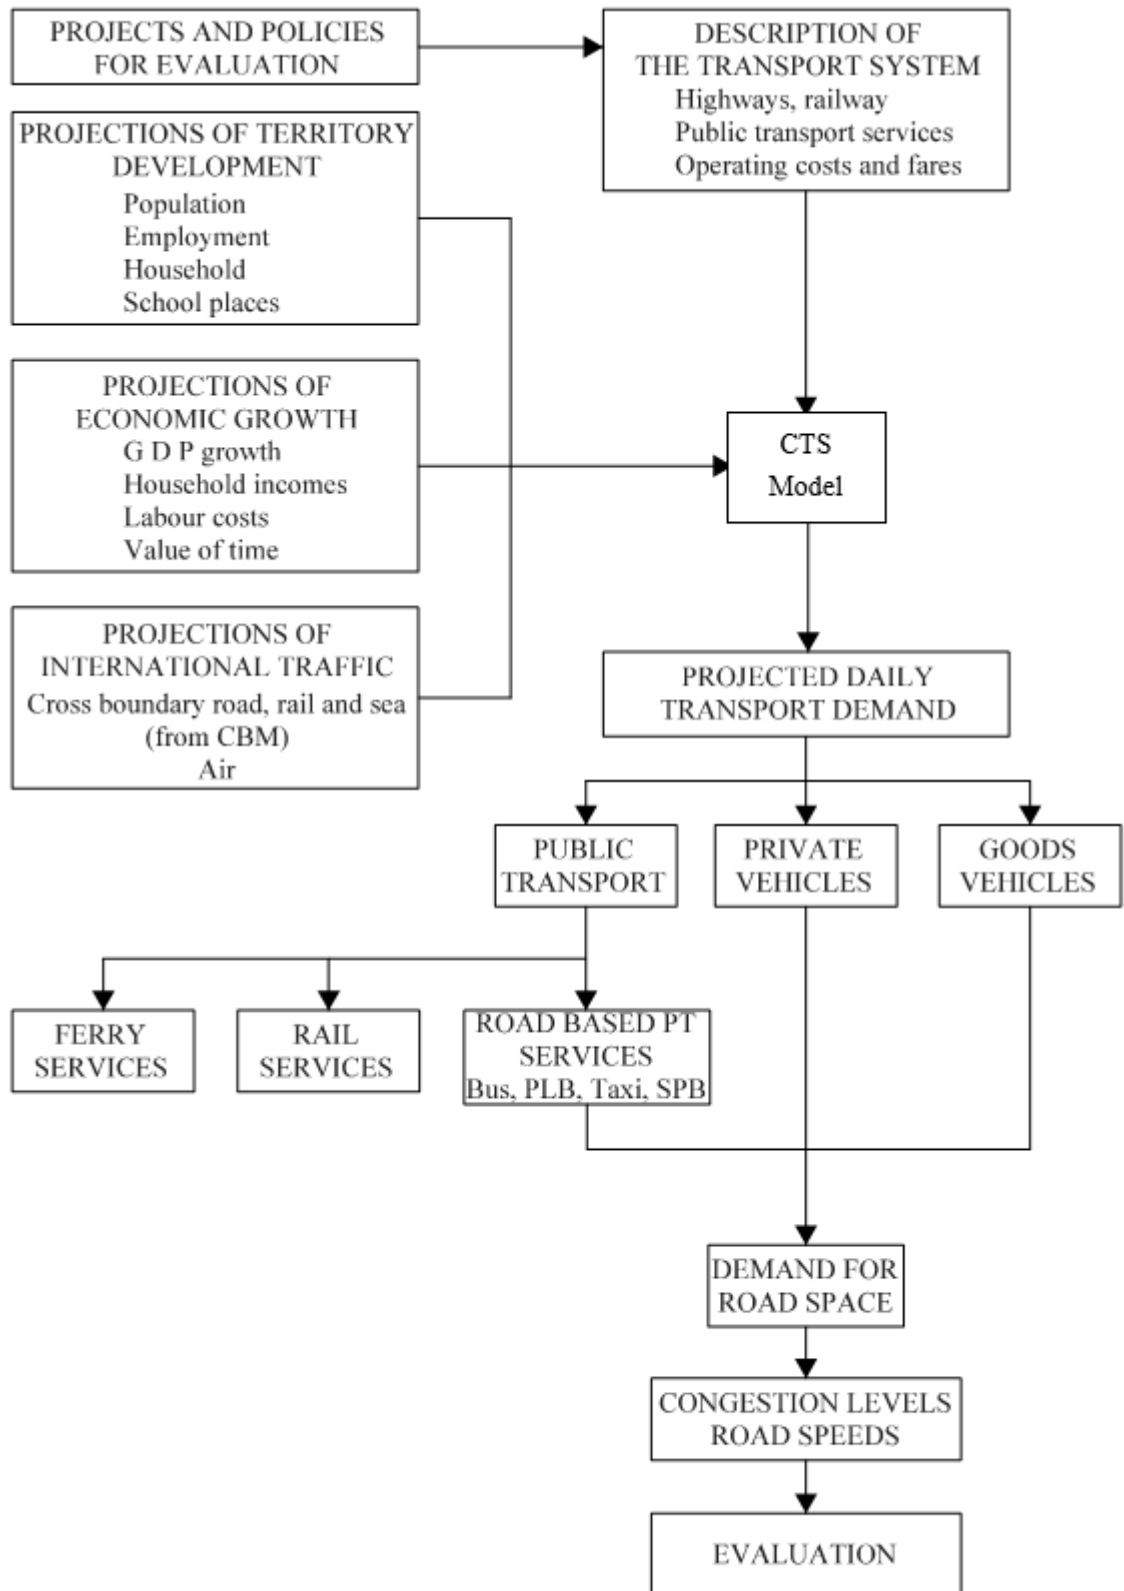 PROJECTS AND POLICIES
FOR EVALUATION
DESCRIPTION OF
THE TRANSPORT SYSTEM
Highways, railway
Public transport services
Operating costs and fares
PROJECTIONS OF TERRITORY
DEVELOPMENT
Population
Employment
Household
School places
PROJECTIONS OF
ECONOMIC GROWTH
G D P growth
Household incomes
Labour costs
Value of time
CTS
Model
PROJECTIONS OF
INTERNATIONAL TRAFFIC
Cross boundary road, rail and sea
(from CBM)
Air
PROJECTED DAILY
TRANSPORT DEMAND
PUBLIC
TRANSPORT
PRIVATE
VEHICLES
GOODS
VEHICLES
FERRY
SERVICES
RAIL
SERVICES
ROAD BASED PT
SERVICES
Bus, PLB, Taxi, SPB
DEMAND FOR
ROAD SPACE
CONGESTION LEVELS
ROAD SPEEDS
EVALUATION